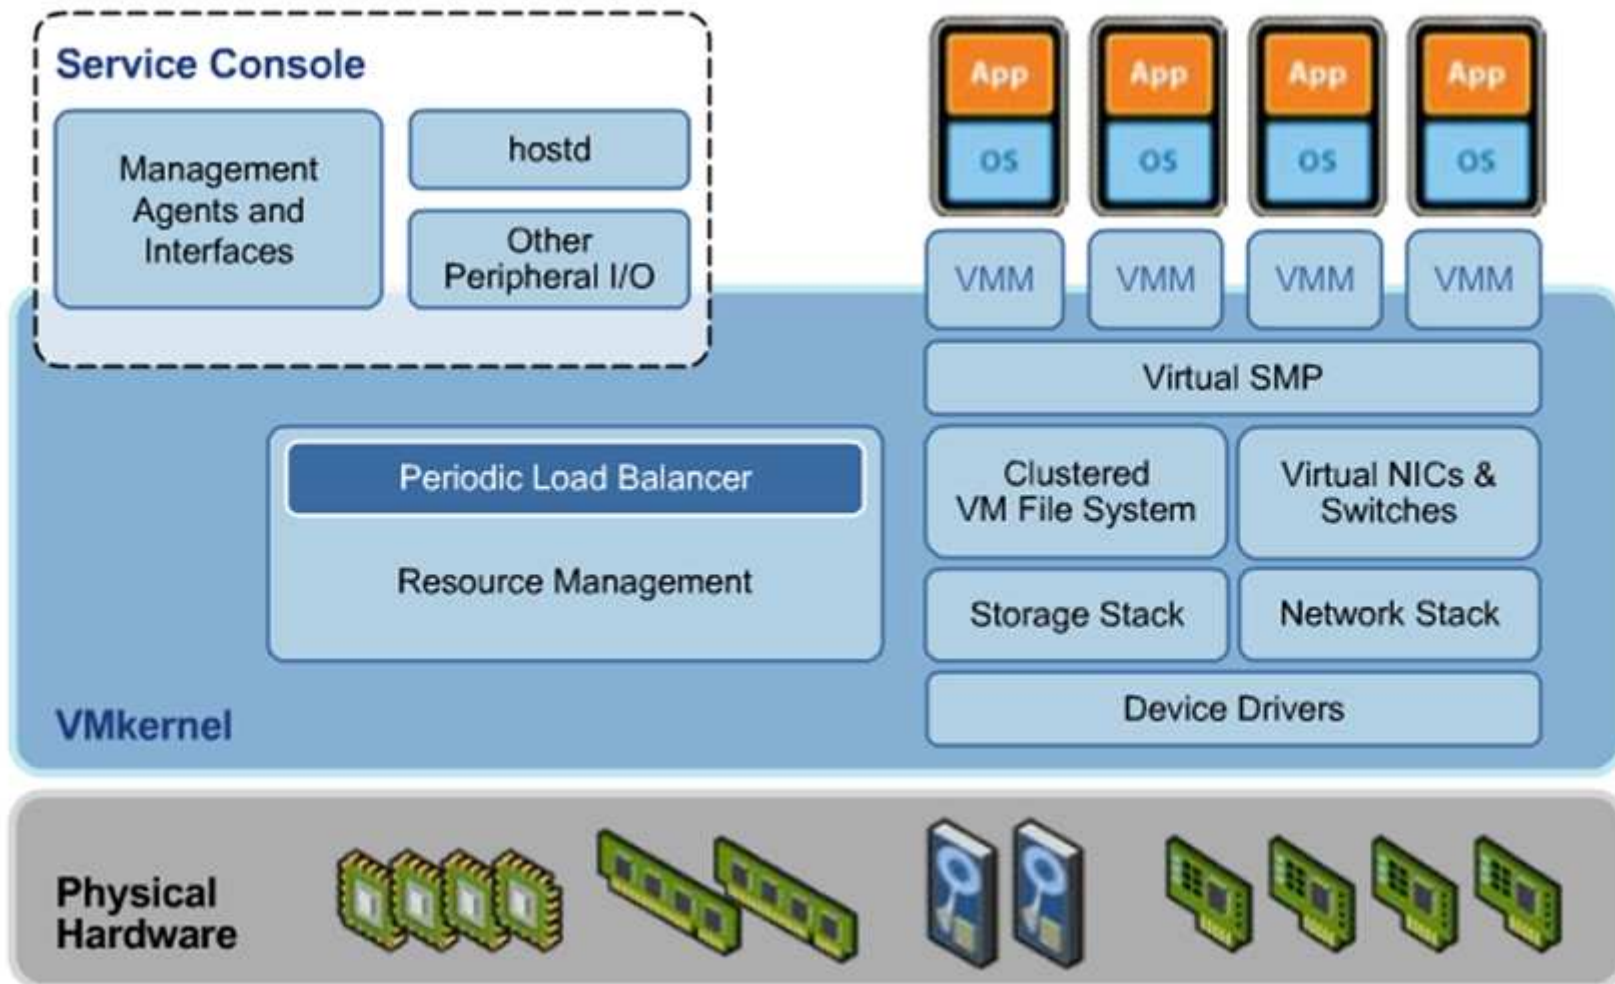 Service Console
Management
Agents and
Interfaces
hostd
Other
Peripheral I/O
App
OS
App
OS
App
OS
App
OS
VMM
VMM
VMM
VMM
Virtual SMP
Periodic Load Balancer
Resource Management
Clustered
VM File System
Virtual NICs &
Switches
Storage Stack
Network Stack
Device Drivers
VMkernel
Physical
Hardware